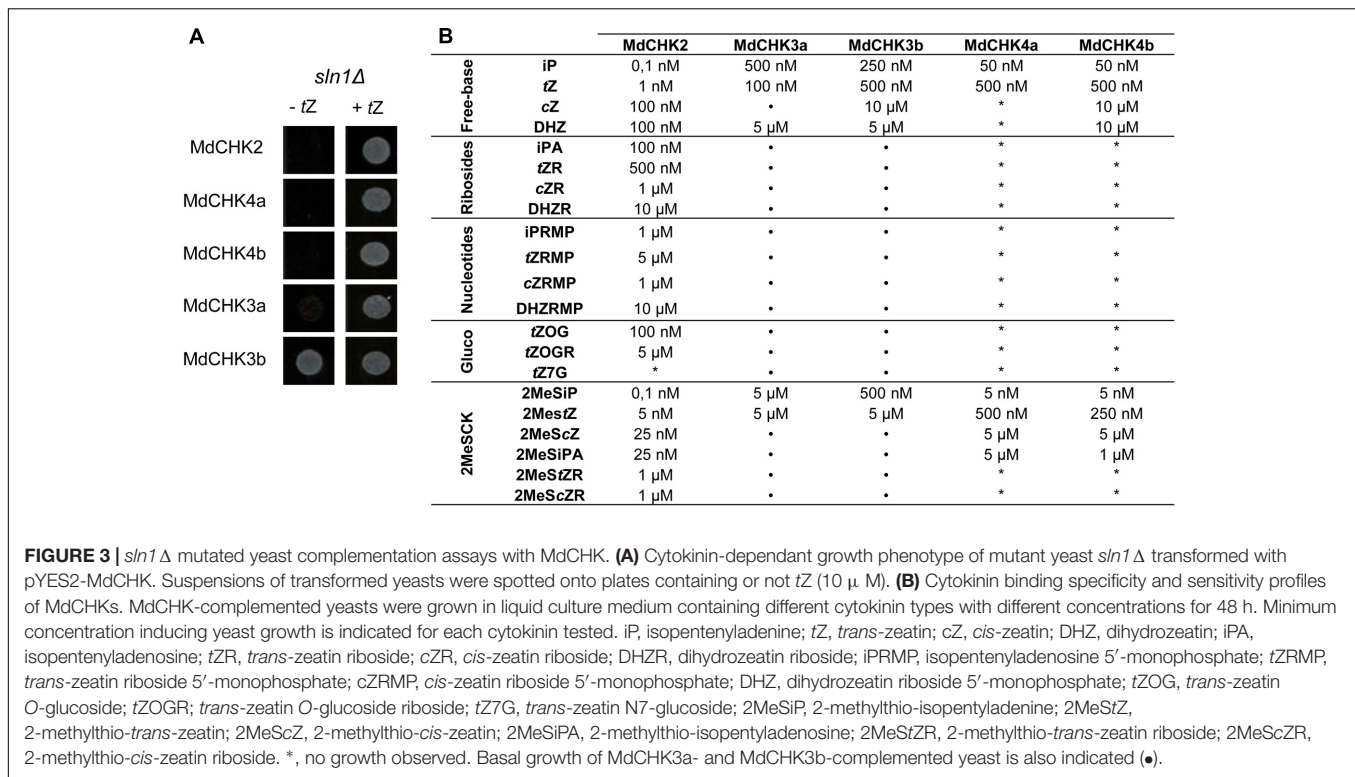 A
sln1Δ
- tZ + tZ
MdCHK2
MdCHK4a
MdCHK4b
MdCHK3a
MdCHK3b
B
MdCHK2 MdCHK3a MdCHK3b MdCHK4a MdCHK4b
Free-base
iP 0,1 nM 500 nM 250 nM 50 nM 50 nM
tZ 1 nM 100 nM 500 nM 500 nM 500 nM
cZ 100 nM • 10 µM * 10 µM
DHZ 100 nM 5 µM 5 µM * 10 µM
Ribosides
iPA 100 nM • • * *
tZR 500 nM • • * *
cZR 1 µM • • * *
DHZR 10 µM • • * *
Nucleotides
iPRMP 1 µM • • * *
tZRMP 5 µM • • * *
cZRMP 1 µM • • * *
DHZRMP 10 µM • • * *
Gluco
tZOG 100 nM • • * *
tZOGR 5 µM • • * *
tZ7G * • • * *
2MeSCK
2MeSiP 0,1 nM 5 µM 500 nM 5 nM 5 nM
2MestZ 5 nM 5 µM 5 µM 500 nM 250 nM
2MeScZ 25 nM • • 5 µM 5 µM
2MeSiPA 25 nM • • 5 µM 1 µM
2MeStZR 1 µM • • * *
2MeScZR 1 µM • • * *
FIGURE 3 | sln1Δ mutated yeast complementation assays with MdCHK. (A) Cytokinin-dependant growth phenotype of mutant yeast sln1Δ transformed with
pYES2-MdCHK. Suspensions of transformed yeasts were spotted onto plates containing or not tZ (10 µ M). (B) Cytokinin binding specificity and sensitivity profiles
of MdCHKs. MdCHK-complemented yeasts were grown in liquid culture medium containing different cytokinin types with different concentrations for 48 h. Minimum
concentration inducing yeast growth is indicated for each cytokinin tested. iP, isopentenyladenine; tZ, trans-zeatin; cZ, cis-zeatin; DHZ, dihydrozeatin; iPA,
isopentenyladenosine; tZR, trans-zeatin riboside; cZR, cis-zeatin riboside; DHZR, dihydrozeatin riboside; iPRMP, isopentenyladenosine 5′-monophosphate; tZRMP,
trans-zeatin riboside 5′-monophosphate; cZRMP, cis-zeatin riboside 5′-monophosphate; DHZ, dihydrozeatin riboside 5′-monophosphate; tZOG, trans-zeatin
O-glucoside; tZOGR; trans-zeatin O-glucoside riboside; tZ7G, trans-zeatin N7-glucoside; 2MeSiP, 2-methylthio-isopentyladenine; 2MeStZ,
2-methylthio-trans-zeatin; 2MeScZ, 2-methylthio-cis-zeatin; 2MeSiPA, 2-methylthio-isopentyladenosine; 2MeStZR, 2-methylthio-trans-zeatin riboside; 2MeScZR,
2-methylthio-cis-zeatin riboside. *, no growth observed. Basal growth of MdCHK3a- and MdCHK3b-complemented yeast is also indicated (●).